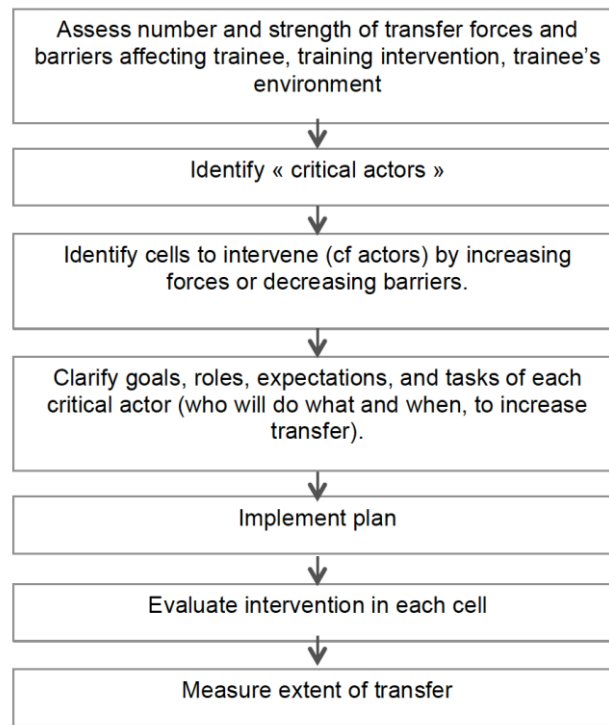 Assess number and strength of transfer forces and
barriers affecting trainee, training intervention, trainee's
environment
Identify « critical actors »
Identify cells to intervene (cf actors) by increasing
forces or decreasing barriers.
Clarify goals, roles, expectations, and tasks of each
critical actor (who will do what and when, to increase
transfer).
Implement plan
Evaluate intervention in each cell
Measure extent of transfer